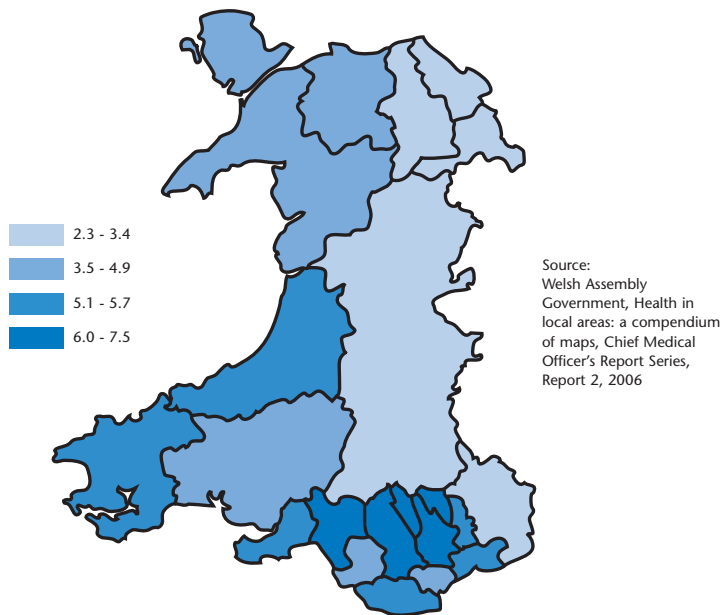 2.3 - 3.4
3.5 - 4.9
5.1 - 5.7
6.0 - 7.5
Source:
Welsh Assembly
Government, Health in
local areas: a compendium
of maps, Chief Medical
Officer’s Report Series,
Report 2, 2006